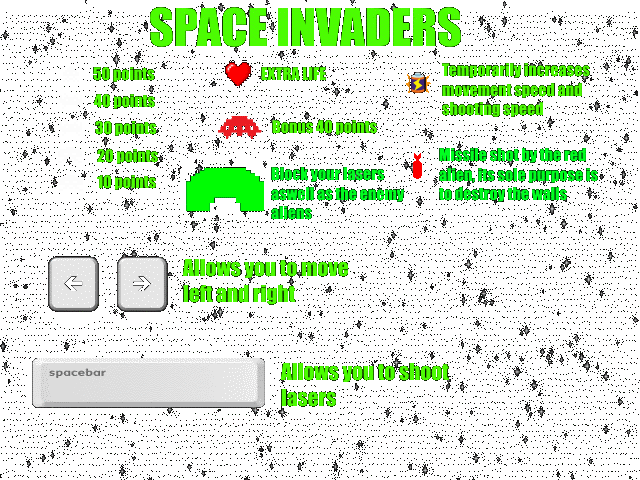 SPACE INVADERS
50 points
40 points
30 points
20 points
10 points
EXTRA LIFE
Bonus 40 points
Block your lasers
aswell as the enemy
aliens
Temporarily increases
movement speed and
shooting speed
Missile shot by the red
alien. Its sole purpose is
to destroy the walls
Allows you to move
left and right
spacebar
Allows you to shoot
lasers